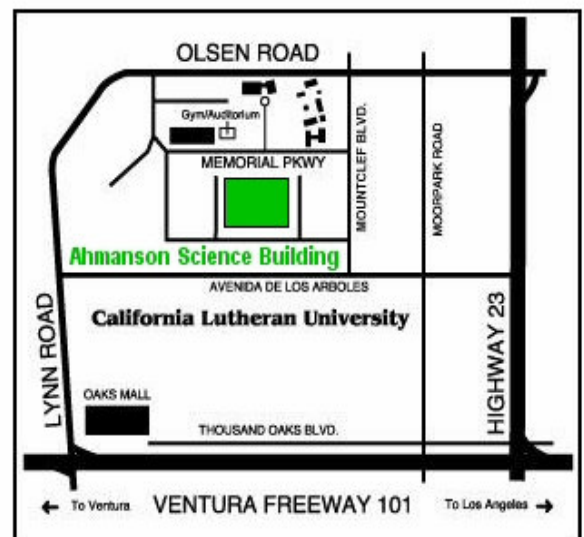 OLSEN ROAD
Gym/Auditorium
MOUNTCLEF BLVD.
MOORPARK ROAD
MEMORIAL PKWY
Ahmanson Science Building
AVENIDA DE LOS ARBOLES
California Lutheran University
LYNN ROAD
HIGHWAY 23
OAKS MALL
THOUSAND OAKS BLVD.
← To Ventura
VENTURA FREEWAY 101
To Los Angeles →